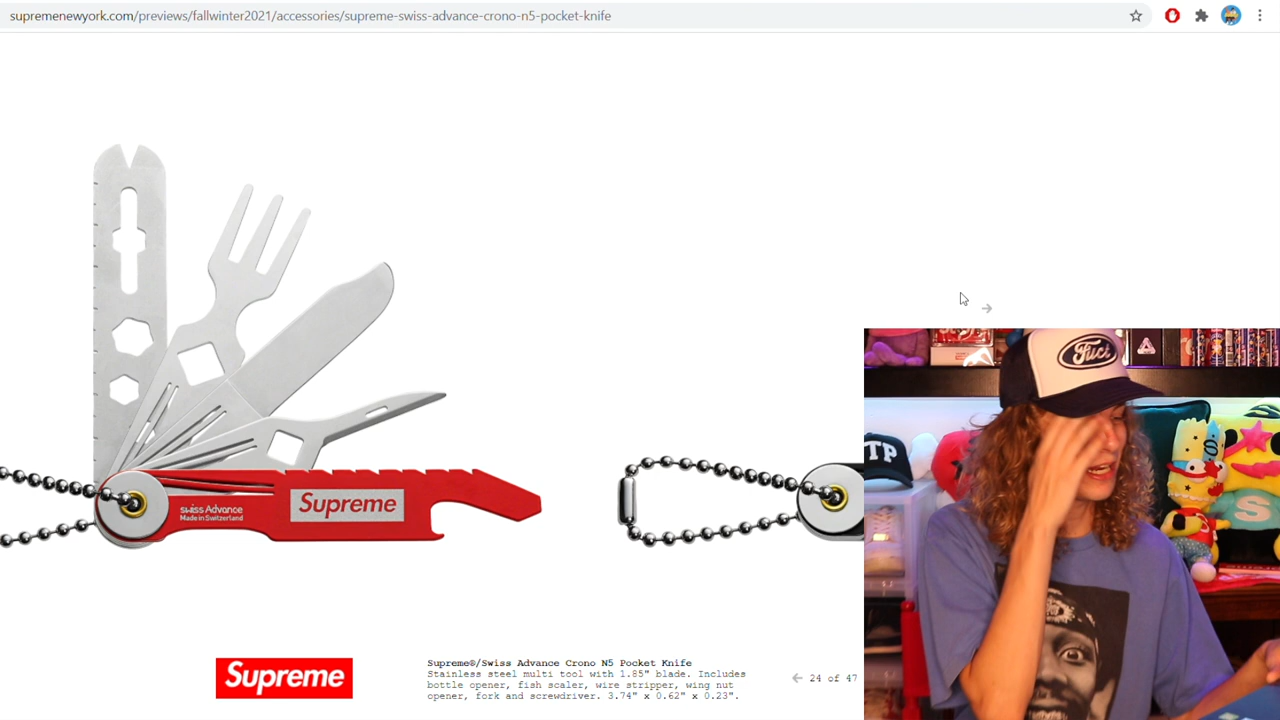 supremenewyork.com/previews/fallwinter2021/accessories/supreme-swiss-advance-crono-n5-pocket-knife
swiss Advance
Made in Switzerland
Supreme
Fuct
TP
S
Supreme
Supreme®/Swiss Advance Crono N5 Pocket Knife
Stainless steel multi tool with 1.85" blade. Includes
bottle opener, fish scaler, wire stripper, wing nut
opener, fork and screwdriver. 3.74" x 0.62" x 0.23".
24 of 47